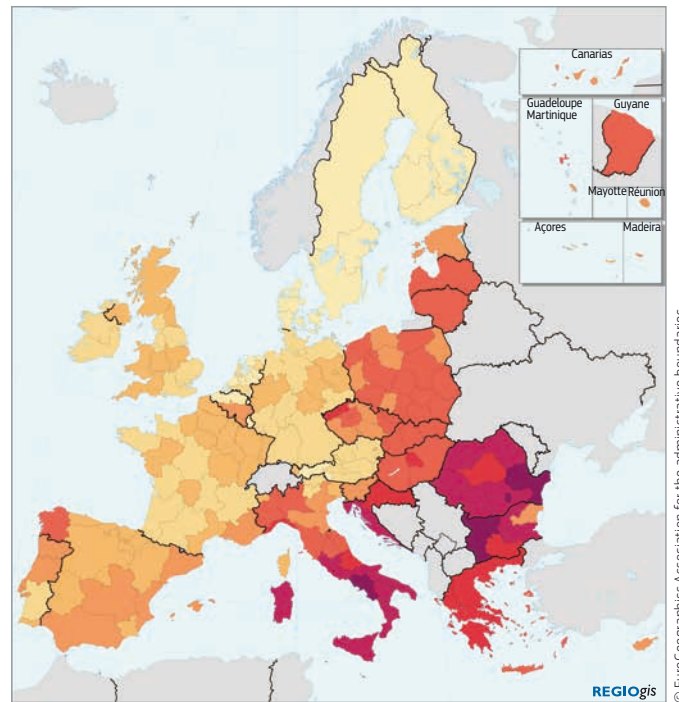 Canarias
Guadeloupe
Martinique
Guyane
Mayotte
Réunion
Açores
Madeira
REGIOgis
© EuroGeographics Association for the administrative boundaries